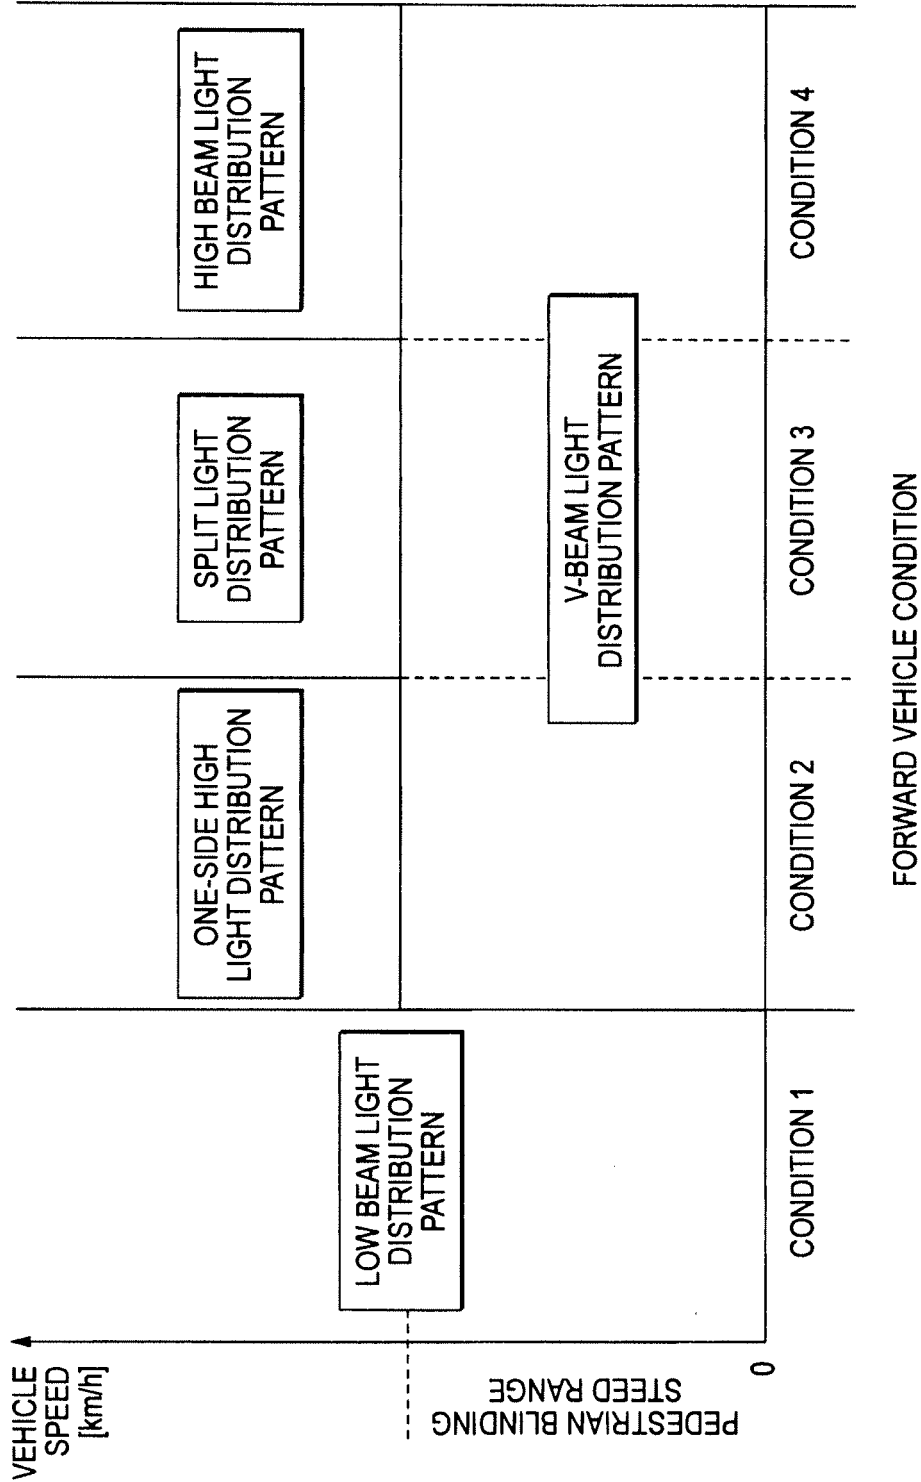 VEHICLE
SPEED
[km/h]
PEDESTRIAN BLINDING
STEED RANGE
0
LOW BEAM LIGHT
DISTRIBUTION
PATTERN
ONE-SIDE HIGH
LIGHT DISTRIBUTION
PATTERN
SPLIT LIGHT
DISTRIBUTION
PATTERN
HIGH BEAM LIGHT
DISTRIBUTION
PATTERN
V-BEAM LIGHT
DISTRIBUTION PATTERN
CONDITION 1
CONDITION 2
CONDITION 3
CONDITION 4
FORWARD VEHICLE CONDITION